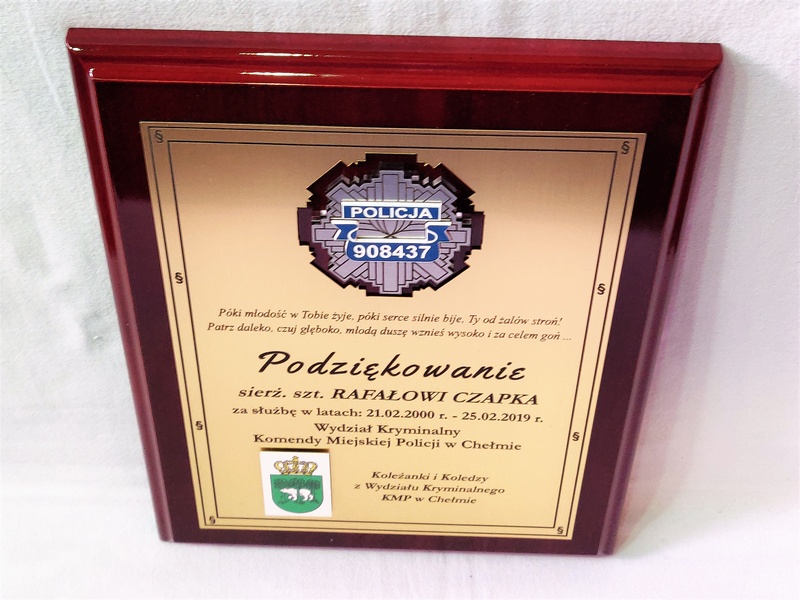 POLICJA
908437
Póki młodość w Tobie żyje, póki serce silnie bije, Ty od żalów stroń!
Patrz daleko, czuj głęboko, młodą duszę wznieś wysoko i za celem goń ...
Podziękowanie
sierż. szt. RAFAŁOWI CZAPKA
za służbę w latach: 21.02.2000 r. - 25.02.2019 r.
Wydział Kryminalny
Komendy Miejskiej Policji w Chełmie
Koleżanki i Koledzy
z Wydziału Kryminalnego
KMP w Chełmie